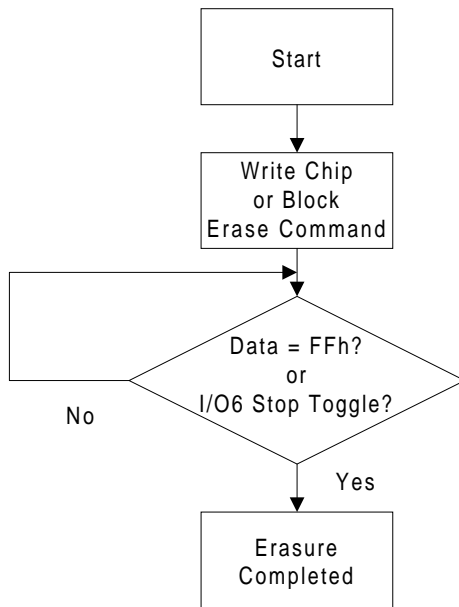 Start
Write Chip
or Block
Erase Command
Data = FFh?
or
I/O6 Stop Toggle?
No
Yes
Erasure
Completed